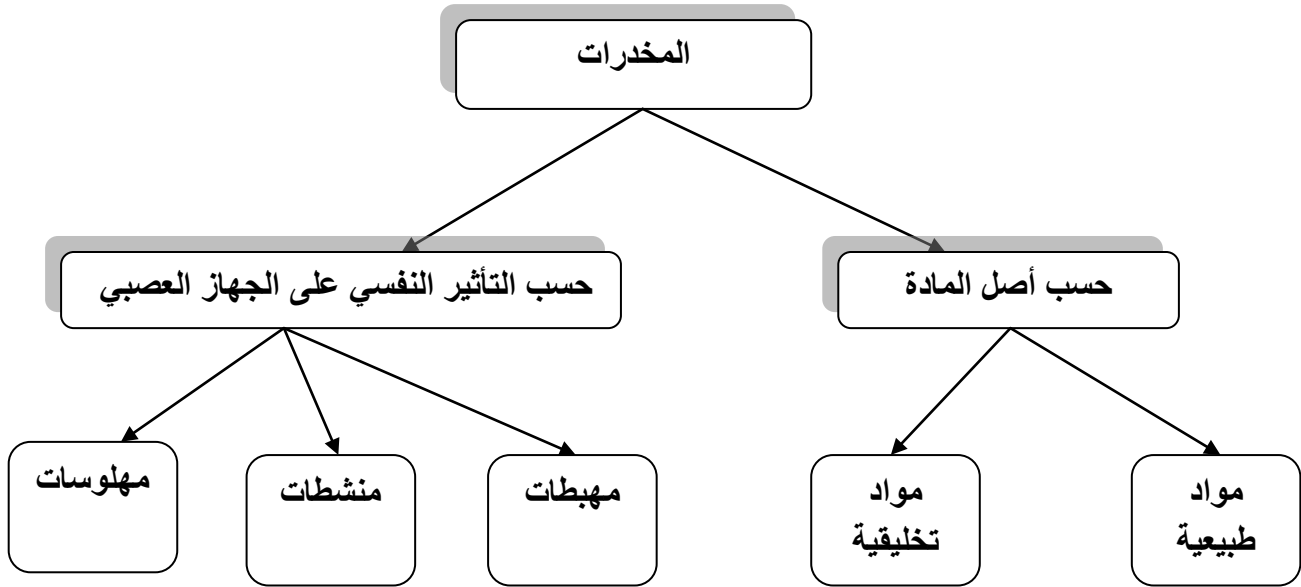 المخدرات
حسب أصل المادة
حسب التأثير النفسي على الجهاز العصبي
مواد
طبيعية
مواد
تخليقية
مهبطات
منشطات
مهلوسات